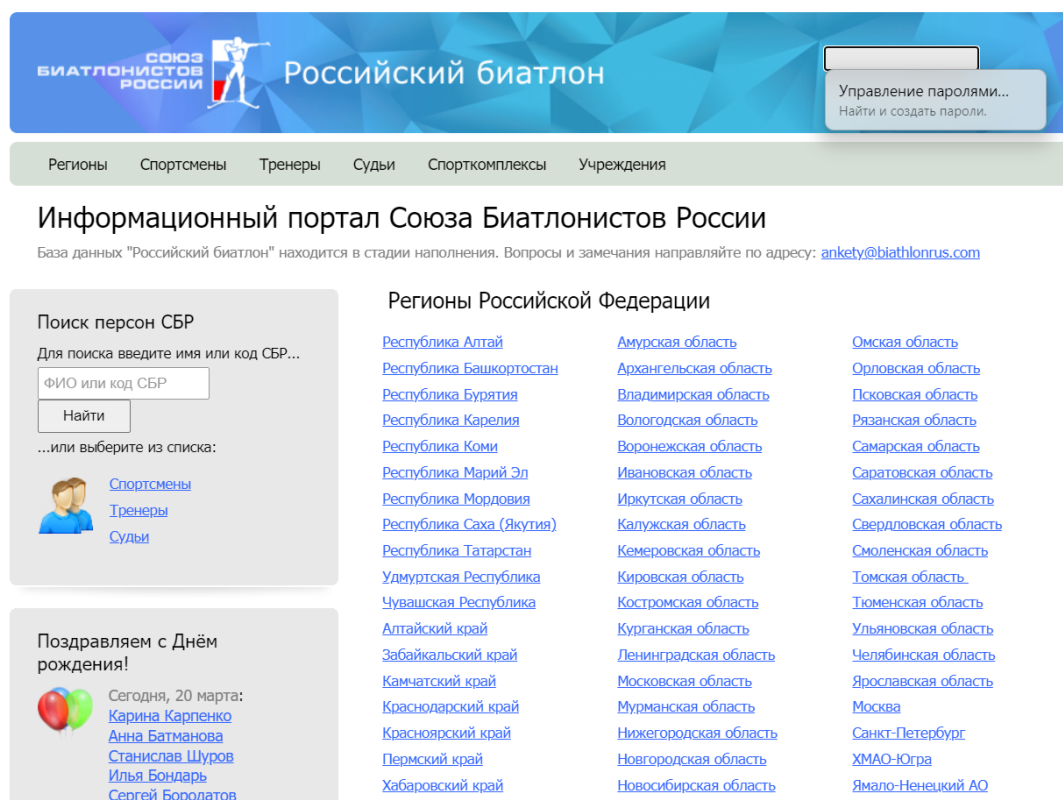 СОЮЗ
БИАТЛОНИСТОВ
РОССИИ
Российский биатлон
Управление паролями...
Найти и создать пароли.
Регионы Спортсмены Тренеры Судьи Спорткомплексы Учреждения
Информационный портал Союза Биатлонистов России
База данных "Российский биатлон" находится в стадии наполнения. Вопросы и замечания направляйте по адресу: ankety@biathlonrus.com
Поиск персон СБР
Для поиска введите имя или код СБР...
ФИО или код СБР
Найти
...или выберите из списка:
Спортсмены
Тренеры
Судьи
Поздравляем с Днём
рождения!
Сегодня, 20 марта:
Карина Карпенко
Анна Батманова
Станислав Шуров
Илья Бондарь
Сергей Бородатов
Регионы Российской Федерации
Республика Алтай
Республика Башкортостан
Республика Бурятия
Республика Карелия
Республика Коми
Республика Марий Эл
Республика Мордовия
Республика Саха (Якутия)
Республика Татарстан
Удмуртская Республика
Чувашская Республика
Алтайский край
Забайкальский край
Камчатский край
Краснодарский край
Красноярский край
Пермский край
Хабаровский край
Амурская область
Архангельская область
Владимирская область
Вологодская область
Воронежская область
Ивановская область
Иркутская область
Калужская область
Кемеровская область
Кировская область
Костромская область
Курганская область
Ленинградская область
Московская область
Мурманская область
Нижегородская область
Новгородская область
Новосибирская область
Омская область
Орловская область
Псковская область
Рязанская область
Самарская область
Саратовская область
Сахалинская область
Свердловская область
Смоленская область
Томская область
Тюменская область
Ульяновская область
Челябинская область
Ярославская область
Москва
Санкт-Петербург
ХМАО-Югра
Ямало-Ненецкий АО